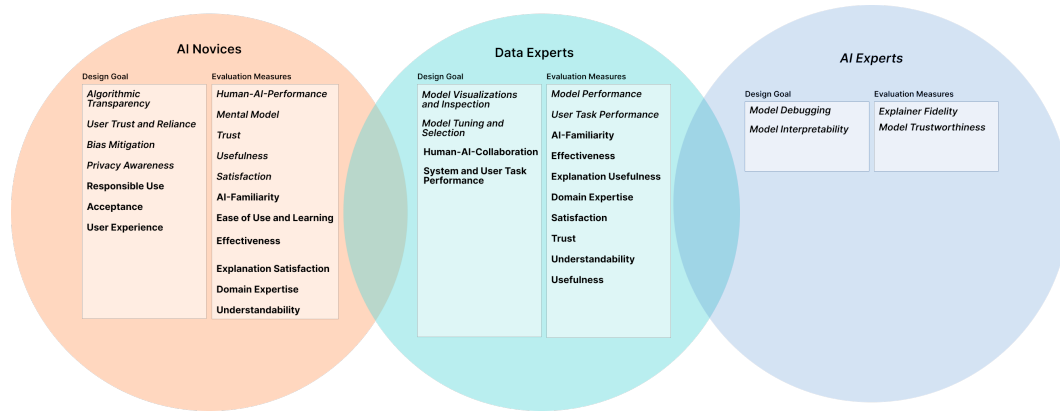 AI Novices
Design Goal
Algorithmic
Transparency
User Trust and Reliance
Bias Mitigation
Privacy Awareness
Responsible Use
Acceptance
User Experience
Evaluation Measures
Human-AI-Performance
Mental Model
Trust
Usefulness
Satisfaction
AI-Familiarity
Ease of Use and Learning
Effectiveness
Explanation Satisfaction
Domain Expertise
Understandability
Data Experts
Design Goal
Model Visualizations
and Inspection
Model Tuning and
Selection
Human-AI-Collaboration
System and User Task
Performance
Evaluation Measures
Model Performance
User Task Performance
AI-Familiarity
Effectiveness
Explanation Usefulness
Domain Expertise
Satisfaction
Trust
Understandability
Usefulness
AI Experts
Design Goal
Model Debugging
Model Interpretability
Evaluation Measures
Explainer Fidelity
Model Trustworthiness